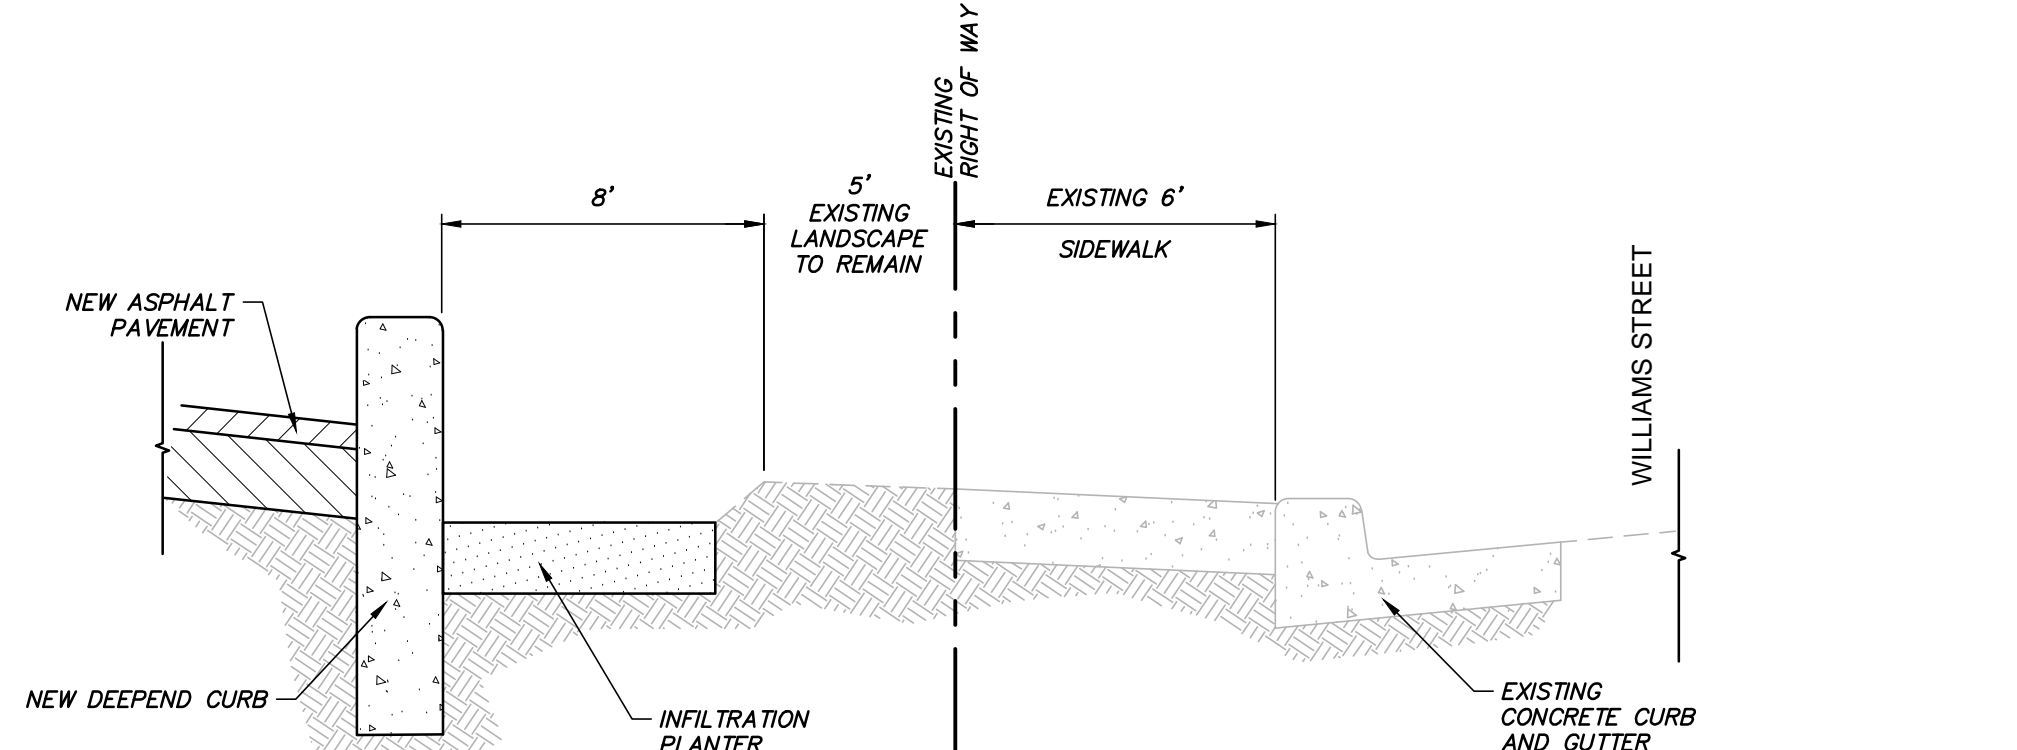 EXISTING
RIGHT OF WAY
8'
5'
EXISTING
LANDSCAPE
TO REMAIN
EXISTING 6'
SIDEWALK
NEW ASPHALT
PAVEMENT
WILLIAMS STREET
NEW DEEPEND CURB
INFILTRATION
PLANTER
EXISTING
CONCRETE CURB
AND GUTTER